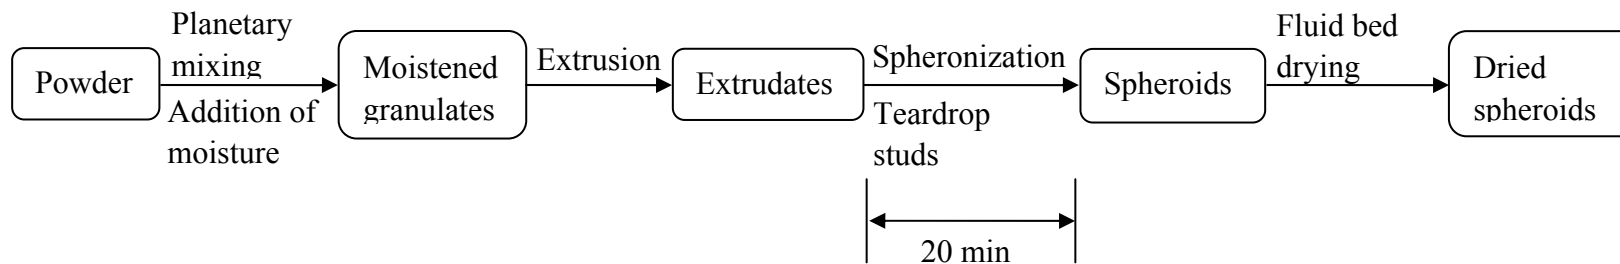 Powder
Planetary
mixing
Addition of
moisture
Moistened
granulates
Extrusion
Extrudates
Spheronization
Teardrop
studs
20 min
Spheroids
Fluid bed
drying
Dried
spheroids